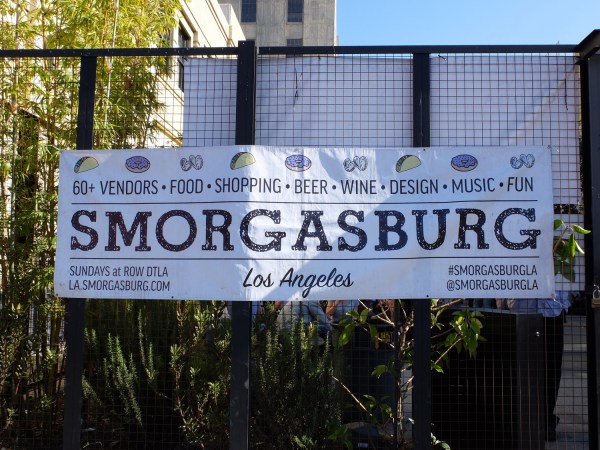 60+ VENDORS • FOOD • SHOPPING • BEER • WINE • DESIGN • MUSIC • FUN
SMORGASBURG
SUNDAYS at ROW DTLA
LA.SMORGASBURG.COM
Los Angeles
#SMORGASBURGLA
@SMORGASBURGLA